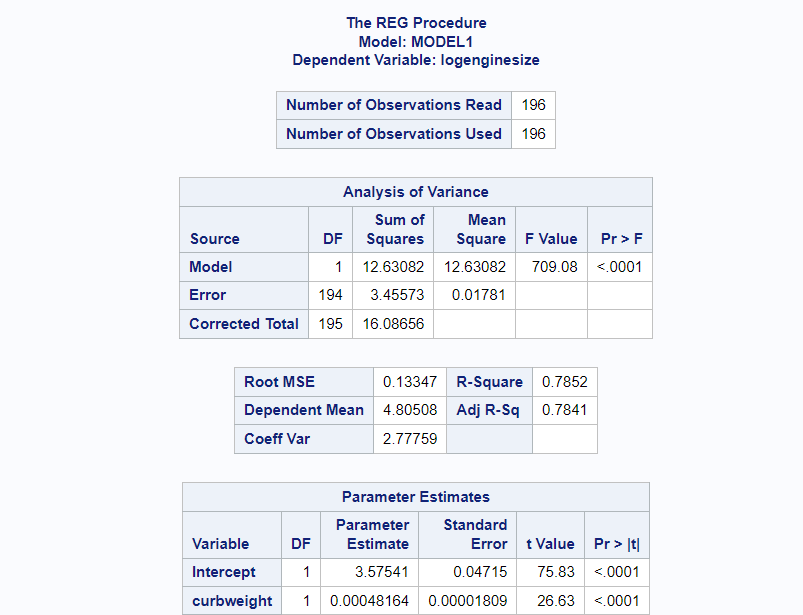 The REG Procedure
Model: MODEL1
Dependent Variable: logenginesize
Number of Observations Read 196
Number of Observations Used 196
Analysis of Variance
Source DF Sum of Squares Mean Square F Value Pr > F
Model 1 12.63082 12.63082 709.08 <.0001
Error 194 3.45573 0.01781
Corrected Total 195 16.08656
Root MSE 0.13347 R-Square 0.7852
Dependent Mean 4.80508 Adj R-Sq 0.7841
Coeff Var 2.77759
Parameter Estimates
Variable DF Parameter Estimate Standard Error t Value Pr > |t|
Intercept 1 3.57541 0.04715 75.83 <.0001
curbweight 1 0.00048164 0.00001809 26.63 <.0001